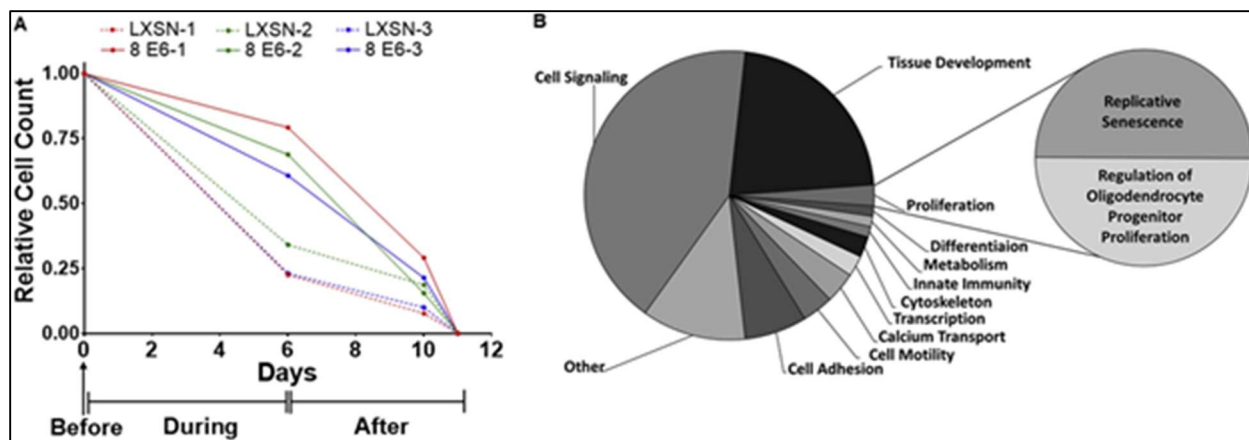 A
LXSN-1 LXSN-2 LXSN-3
8 E6-1 8 E6-2 8 E6-3
Relative Cell Count
1.00
0.75
0.50
0.25
0.00
0 2 4 6 8 10 12
Days
Before During After
B
Cell Signaling
Tissue Development
Proliferation
Differentiaion
Metabolism
Innate Immunity
Cytoskeleton
Transcription
Calcium Transport
Cell Motility
Cell Adhesion
Other
Replicative
Senescence
Regulation of
Oligodendrocyte
Progenitor
Proliferation